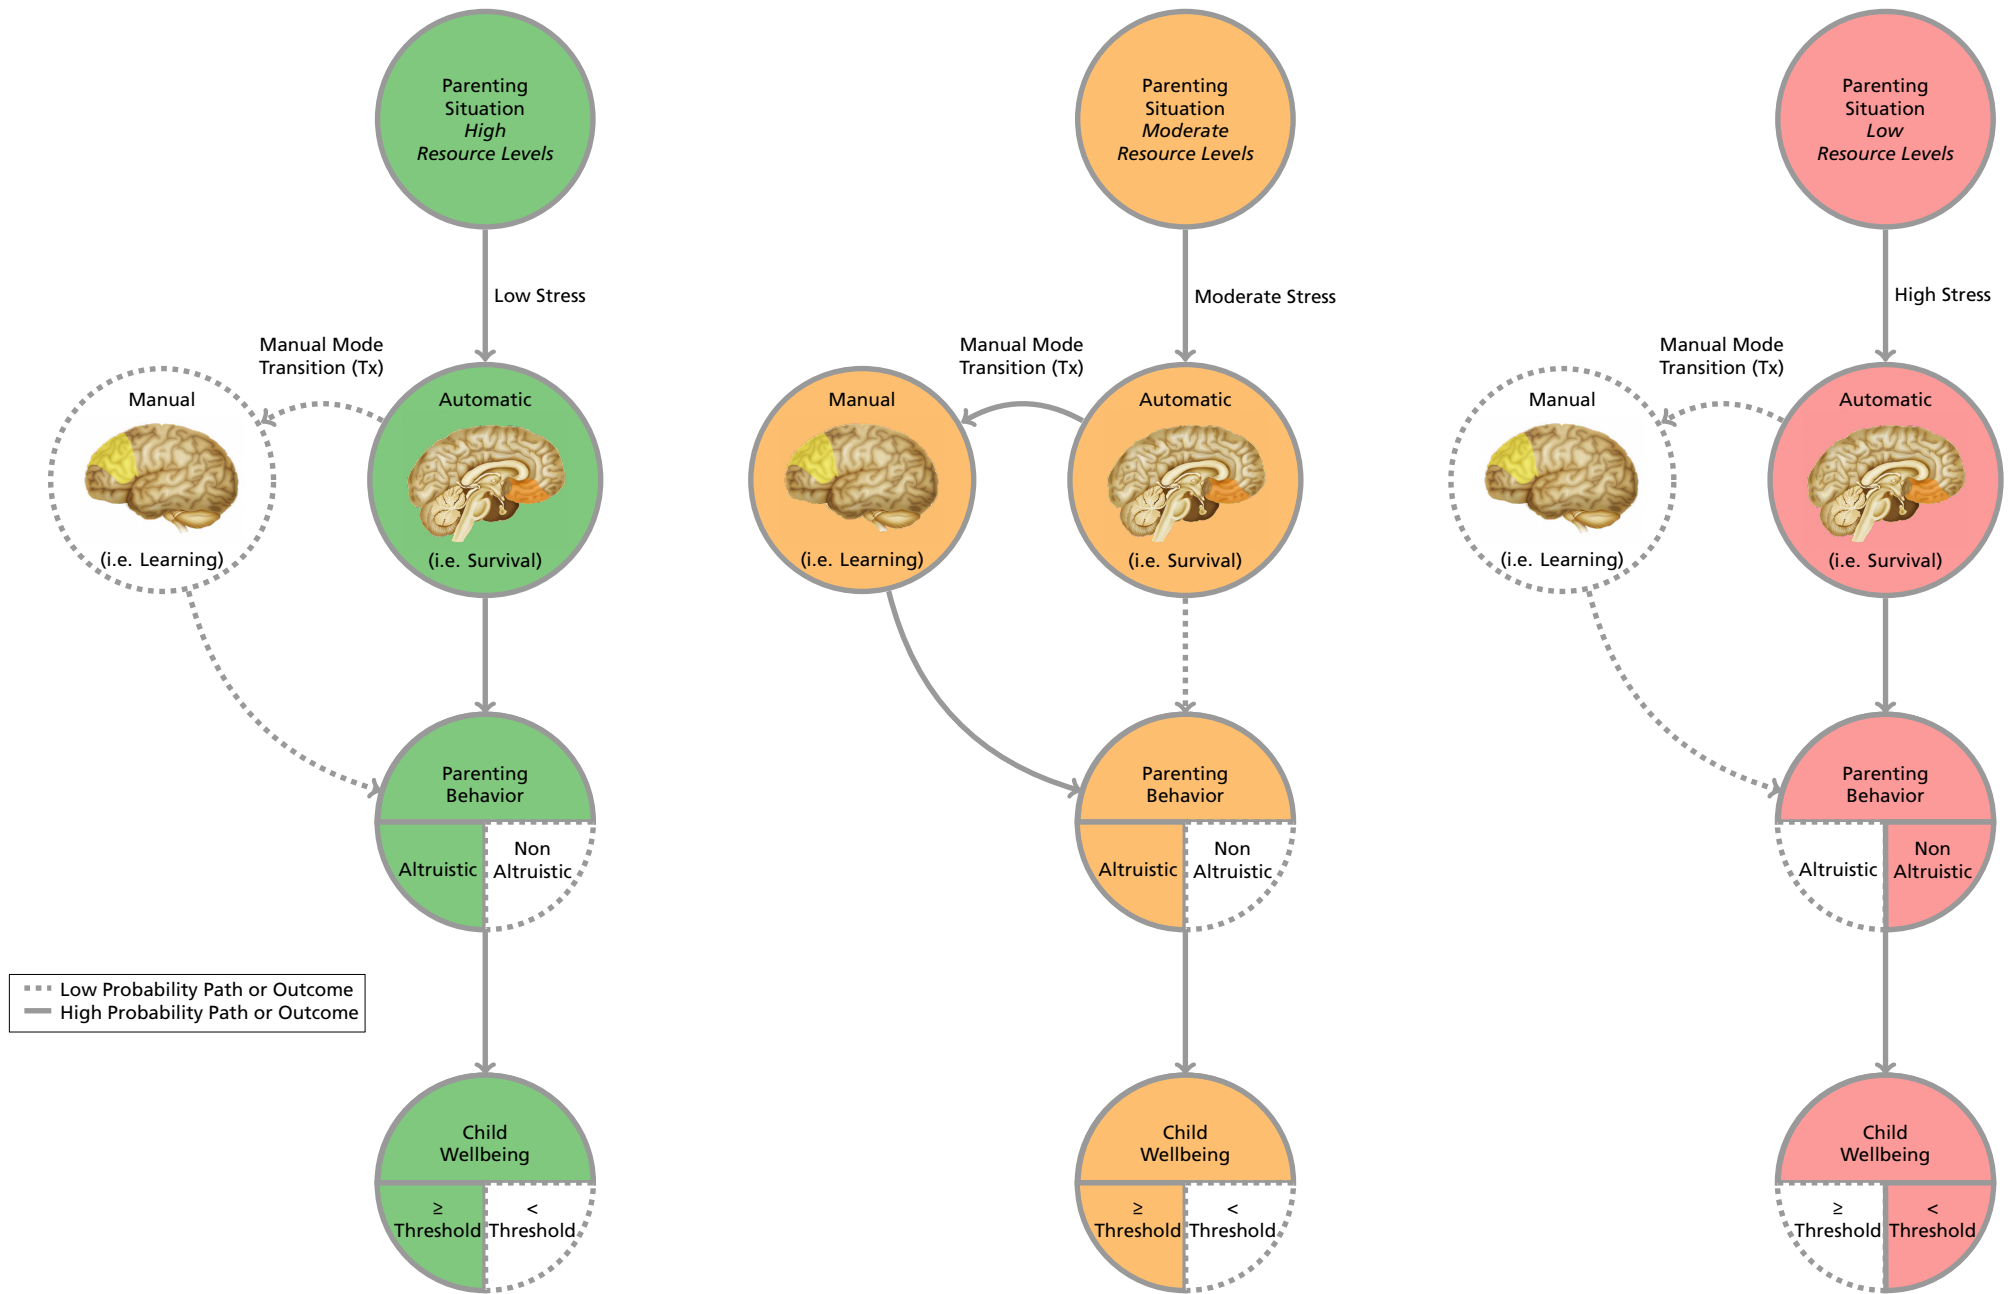 Parenting
Situation
High
Resource Levels
Low Stress
Manual Mode
Transition (Tx)
Manual
(i.e. Learning)
Automatic
(i.e. Survival)
Parenting
Behavior
Altruistic
Non
Altruistic
Child
Wellbeing
≥
Threshold
<
Threshold
Low Probability Path or Outcome
High Probability Path or Outcome
Parenting
Situation
Moderate
Resource Levels
Moderate Stress
Manual Mode
Transition (Tx)
Manual
(i.e. Learning)
Automatic
(i.e. Survival)
Parenting
Behavior
Altruistic
Non
Altruistic
Child
Wellbeing
≥
Threshold
<
Threshold
Parenting
Situation
Low
Resource Levels
High Stress
Manual Mode
Transition (Tx)
Manual
(i.e. Learning)
Automatic
(i.e. Survival)
Parenting
Behavior
Altruistic
Non
Altruistic
Child
Wellbeing
≥
Threshold
<
Threshold